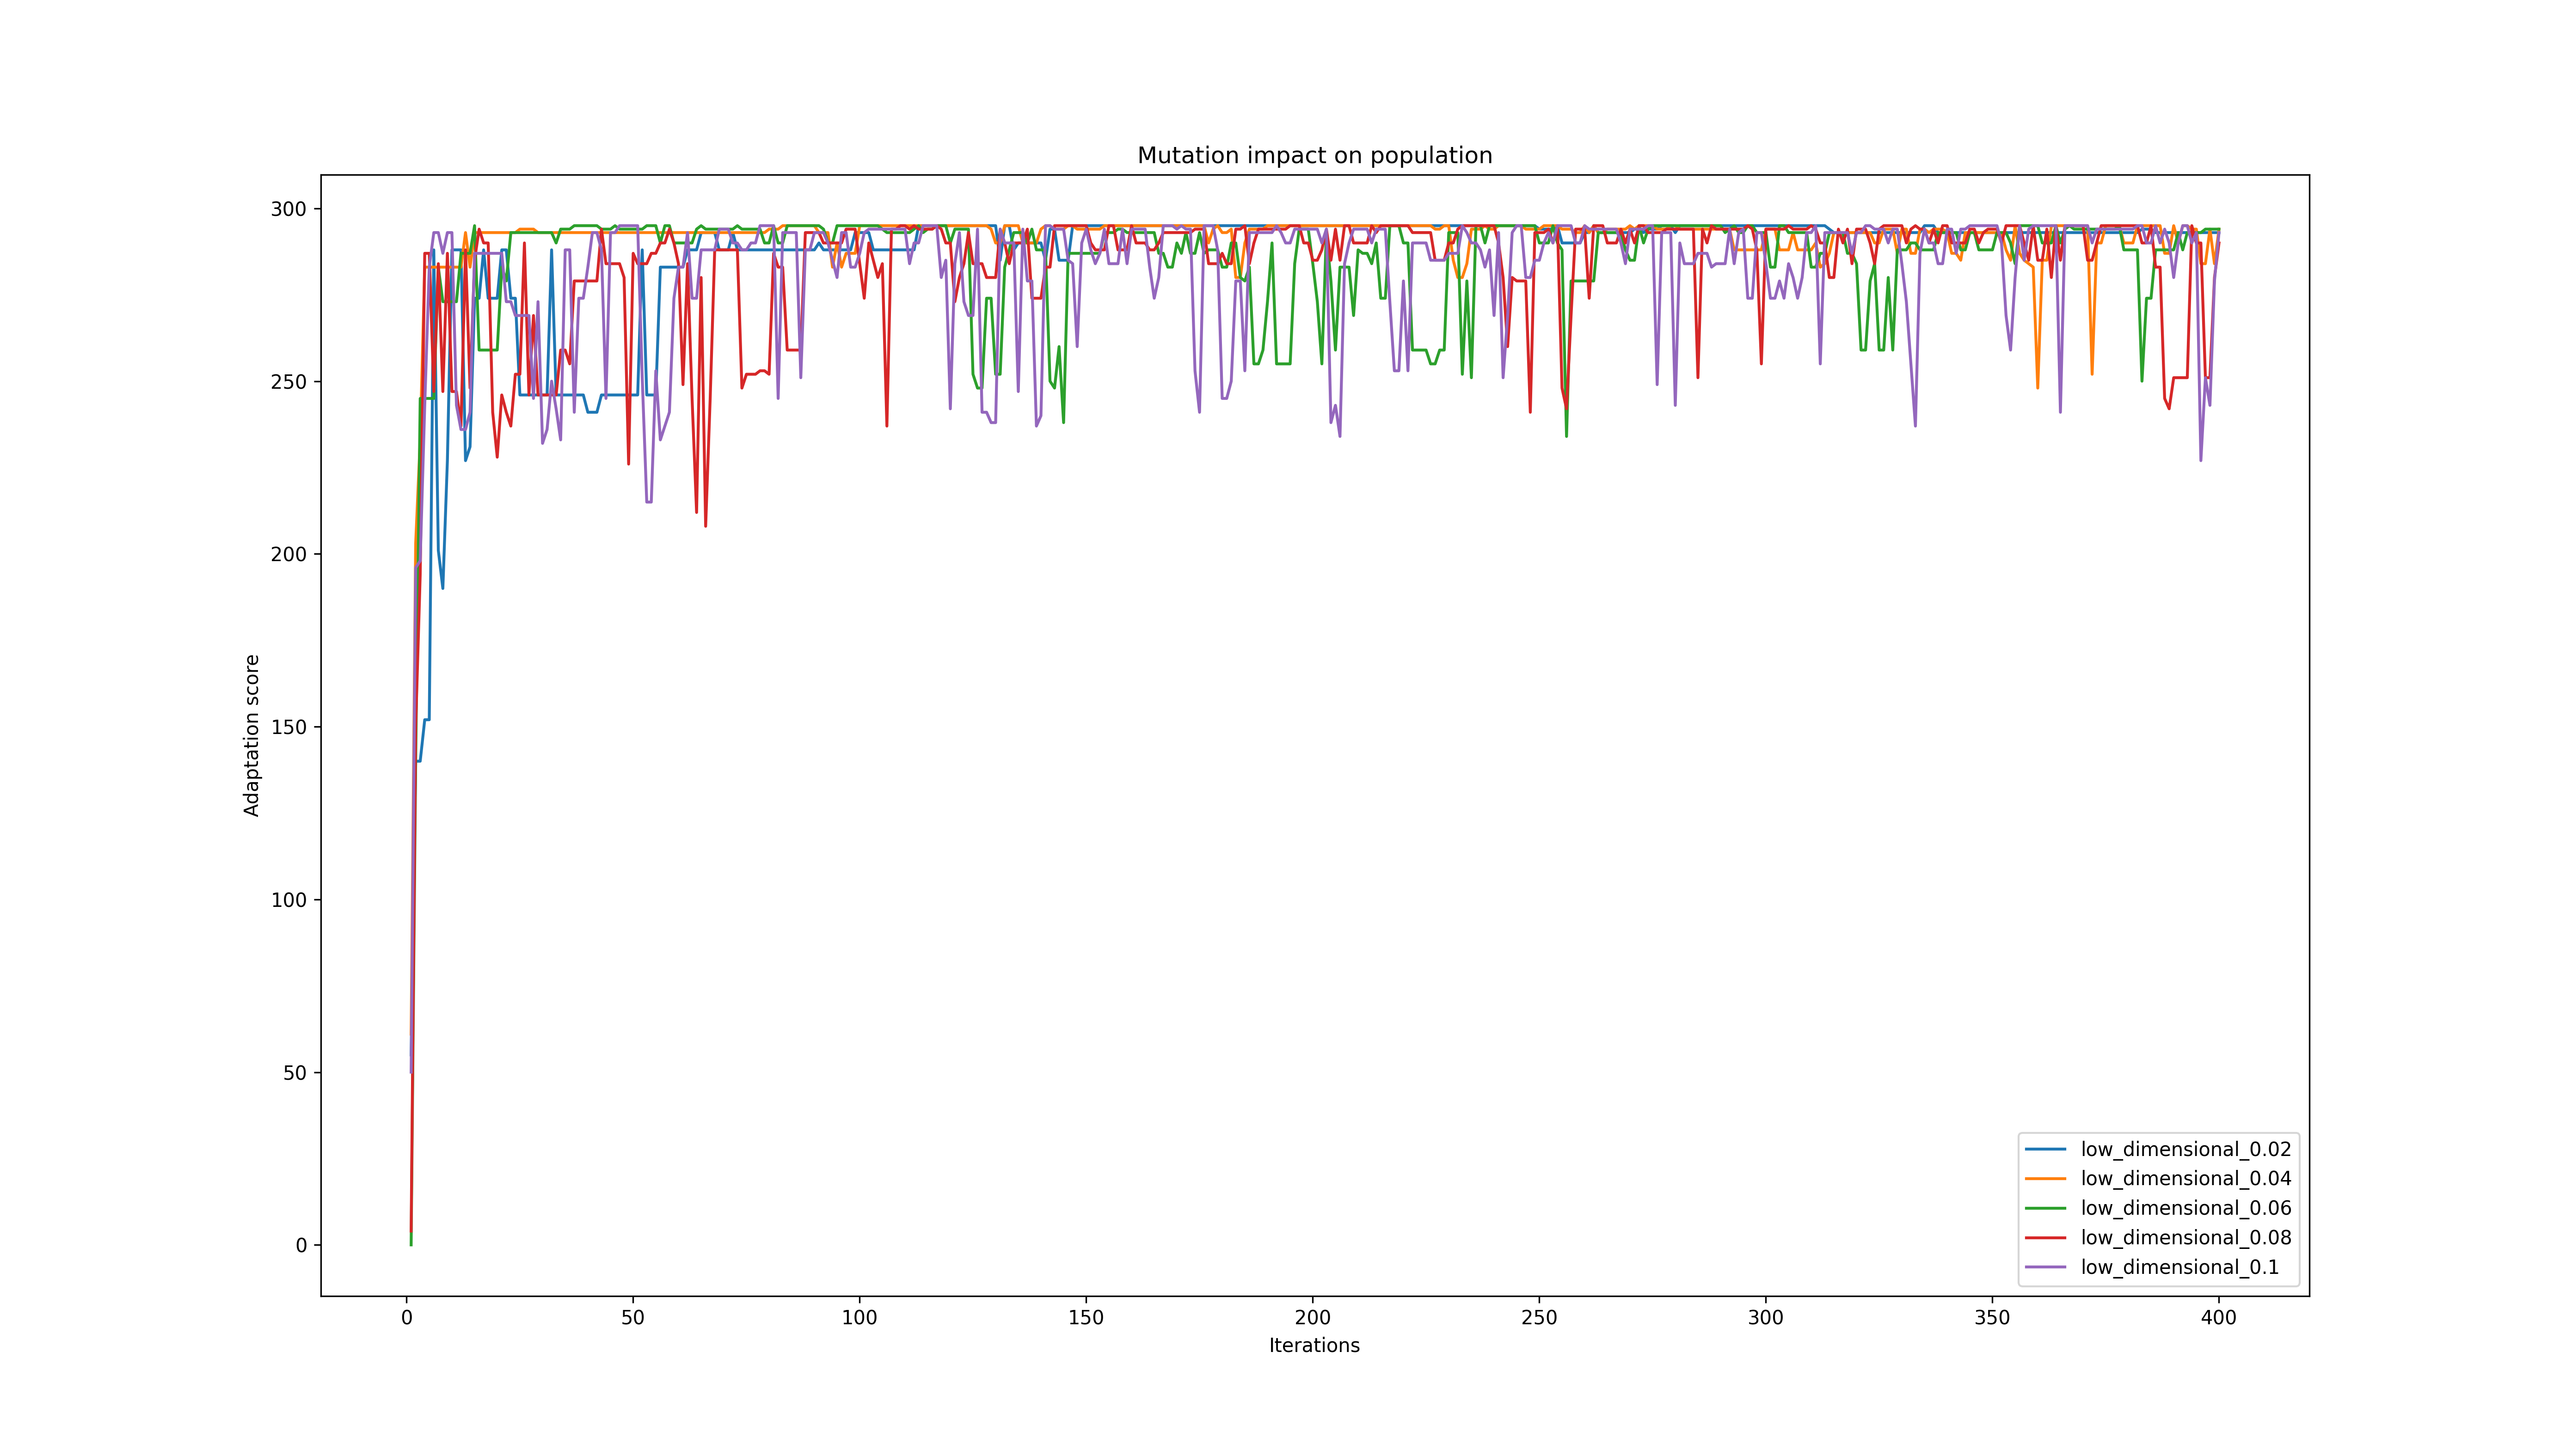 Mutation impact on population
300
250
200
150
100
50
0
Adaptation score
0 50 100 150 200 250 300 350 400
Iterations
low_dimensional_0.02
low_dimensional_0.04
low_dimensional_0.06
low_dimensional_0.08
low_dimensional_0.1